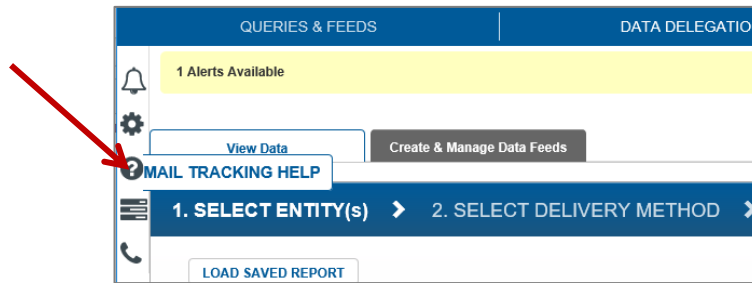 QUERIES & FEEDS
DATA DELEGATIO
1 Alerts Available
View Data
Create & Manage Data Feeds
MAIL TRACKING HELP
1. SELECT ENTITY(s)
2. SELECT DELIVERY METHOD
LOAD SAVED REPORT